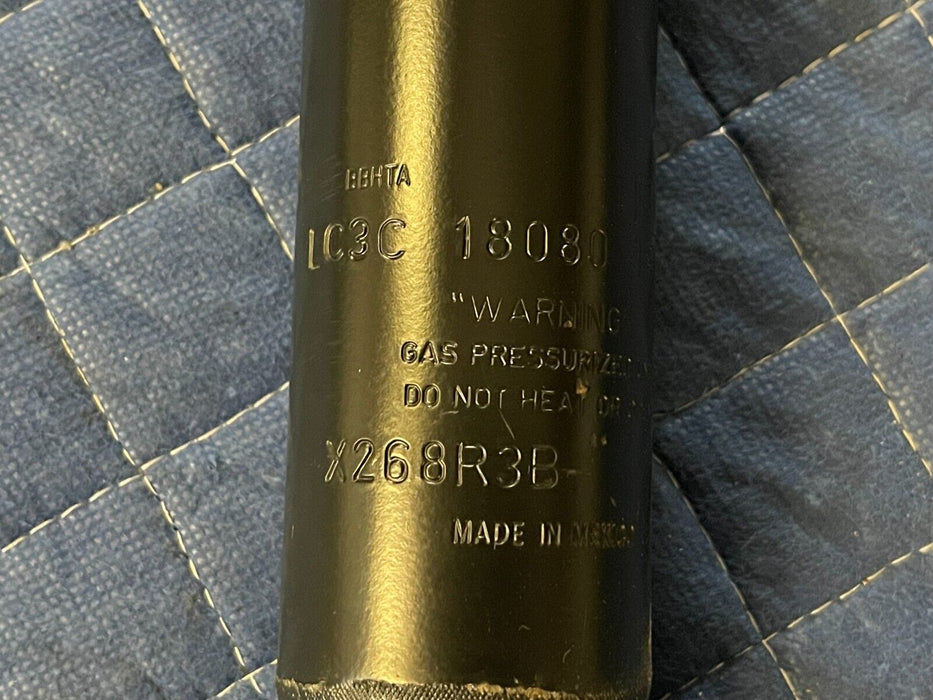 LC3C 18080
"WARNING
GAS PRESSURIZED
DO NOT HEAT OR
"
X268R3B-
MADE IN MEXICO